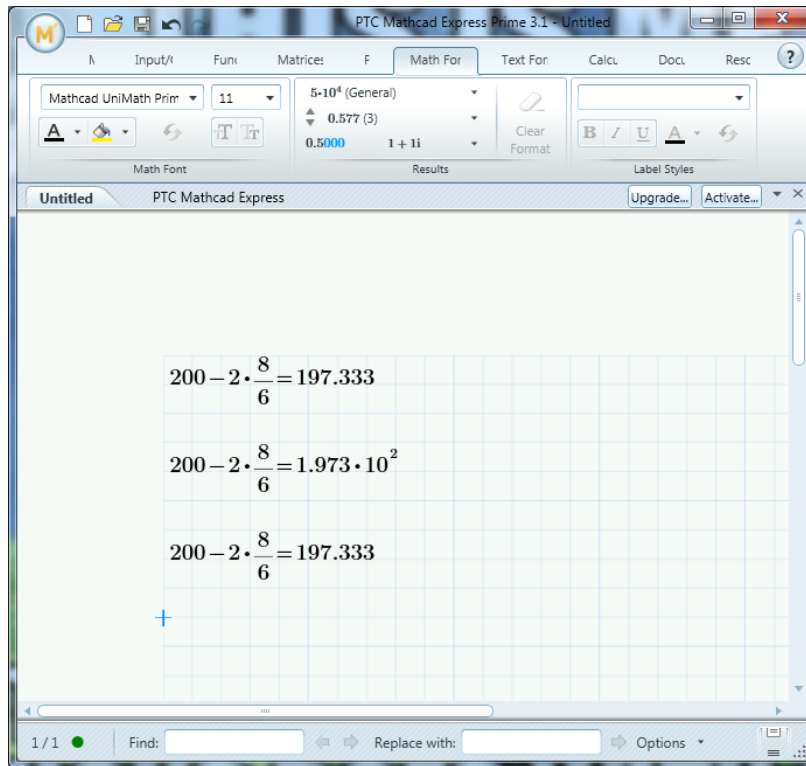 PTC Mathcad Express Prime 3.1 - Untitled
Input/ Fun Matrices F Math For Text For Calcu Docu Resc ?
Mathcad UniMath Prim 11
5•10⁴ (General)
0.577 (3)
0.5000 1 + 1i
Clear
Format
B I U A
Math Font Results Label Styles
Untitled PTC Mathcad Express Upgrade... Activate...
200-2•8/6=197.333
200-2•8/6=1.973•10²
200-2•8/6=197.333
1 / 1 Find: Replace with: Options